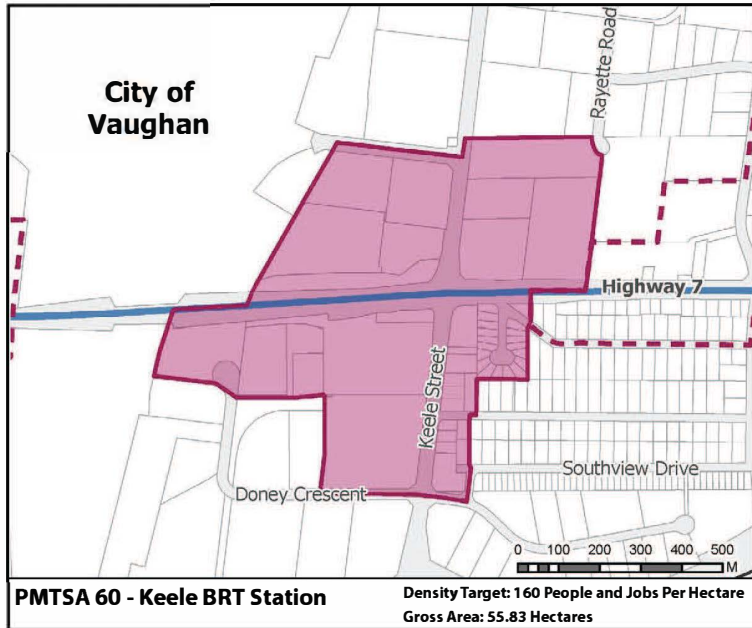 City of
Vaughan
Rayette Road
Highway 7
Keele Street
Southview Drive
Doney Crescent
0 100 200 300 400 500
M
PMTSA 60 - Keele BRT Station
Density Target: 160 People and Jobs Per Hectare
Gross Area: 55.83 Hectares